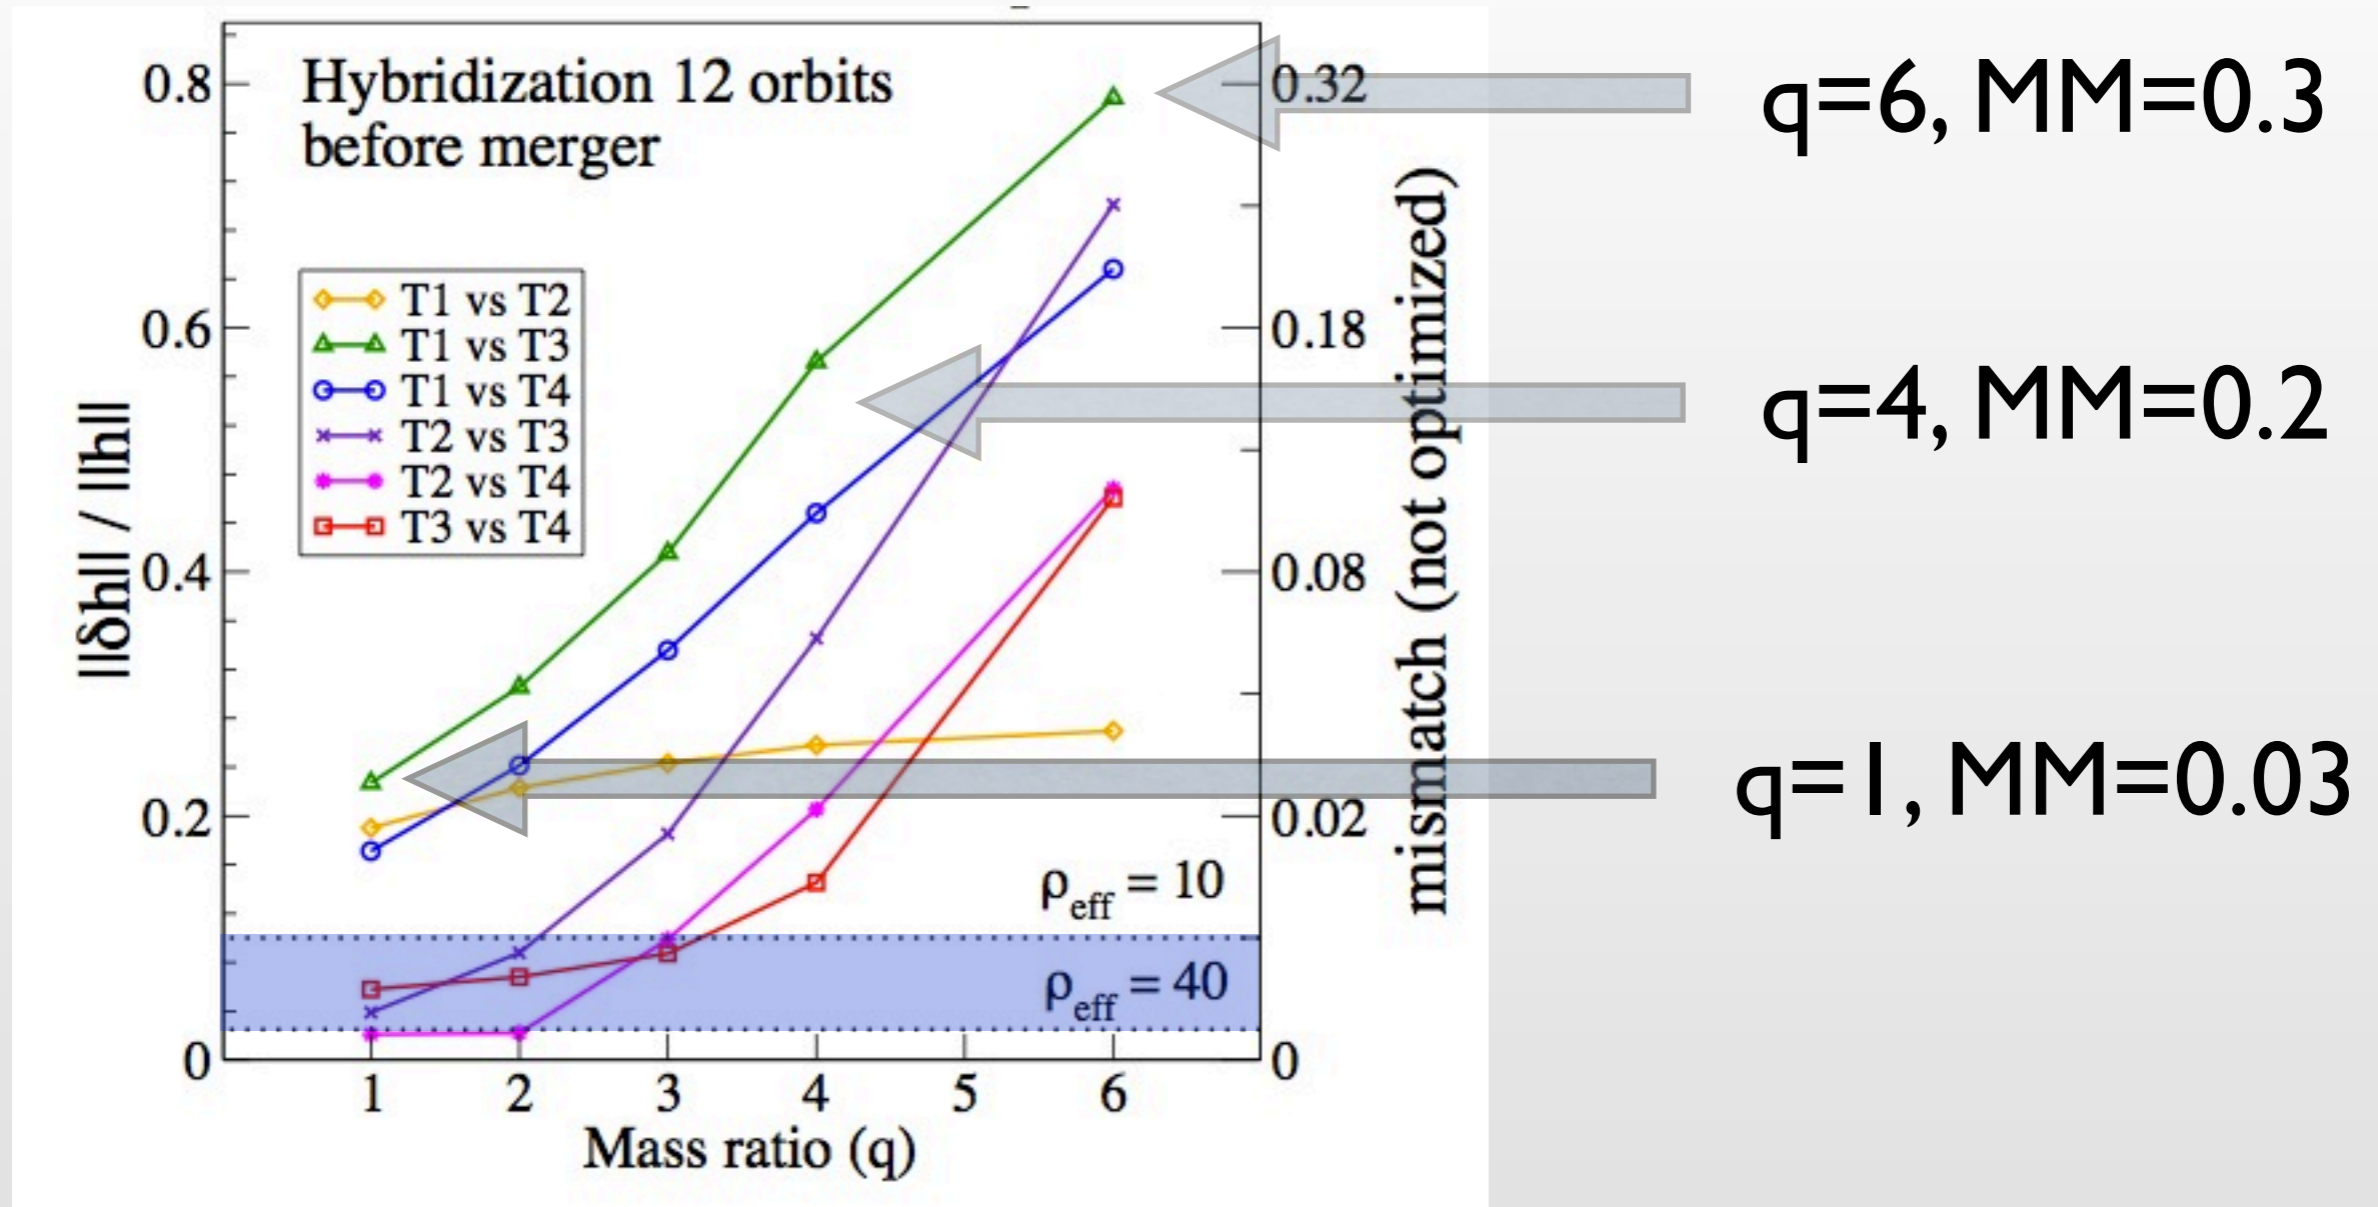 Hybridization 12 orbits
before merger
T1 vs T2
T1 vs T3
T1 vs T4
T2 vs T3
T2 vs T4
T3 vs T4
0.8
0.6
0.4
0.2
0
||δh|| / ||h||
1 2 3 4 5 6
Mass ratio (q)
0.32
0.18
0.08
0.02
0
mismatch (not optimized)
ρeff = 10
ρeff = 40
q=6, MM=0.3
q=4, MM=0.2
q=1, MM=0.03